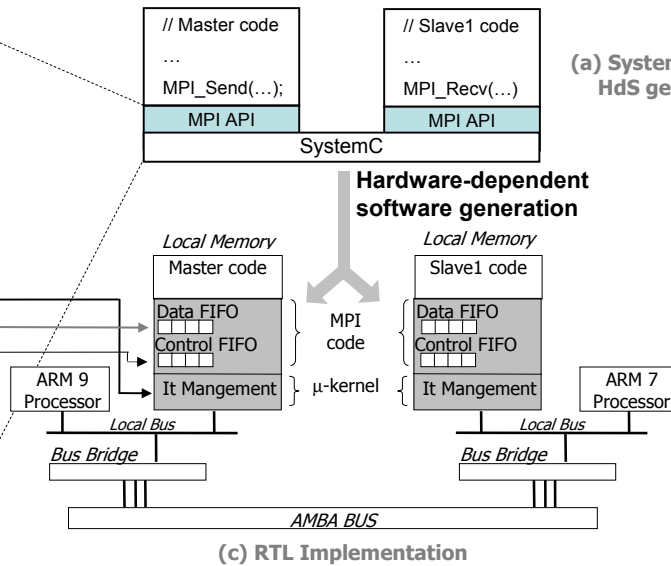 // Master code
…
MPI_Send(…);
MPI API
// Slave1 code
…
MPI_Recv(…)
MPI API
SystemC
(a) System
HdS ge
Hardware-dependent
software generation
Local Memory
Master code
Data FIFO
Control FIFO
It Mangement
MPI
code
μ-kernel
Local Memory
Slave1 code
Data FIFO
Control FIFO
It Mangement
ARM 9
Processor
ARM 7
Processor
Local Bus
Local Bus
Bus Bridge
Bus Bridge
AMBA BUS
(c) RTL Implementation